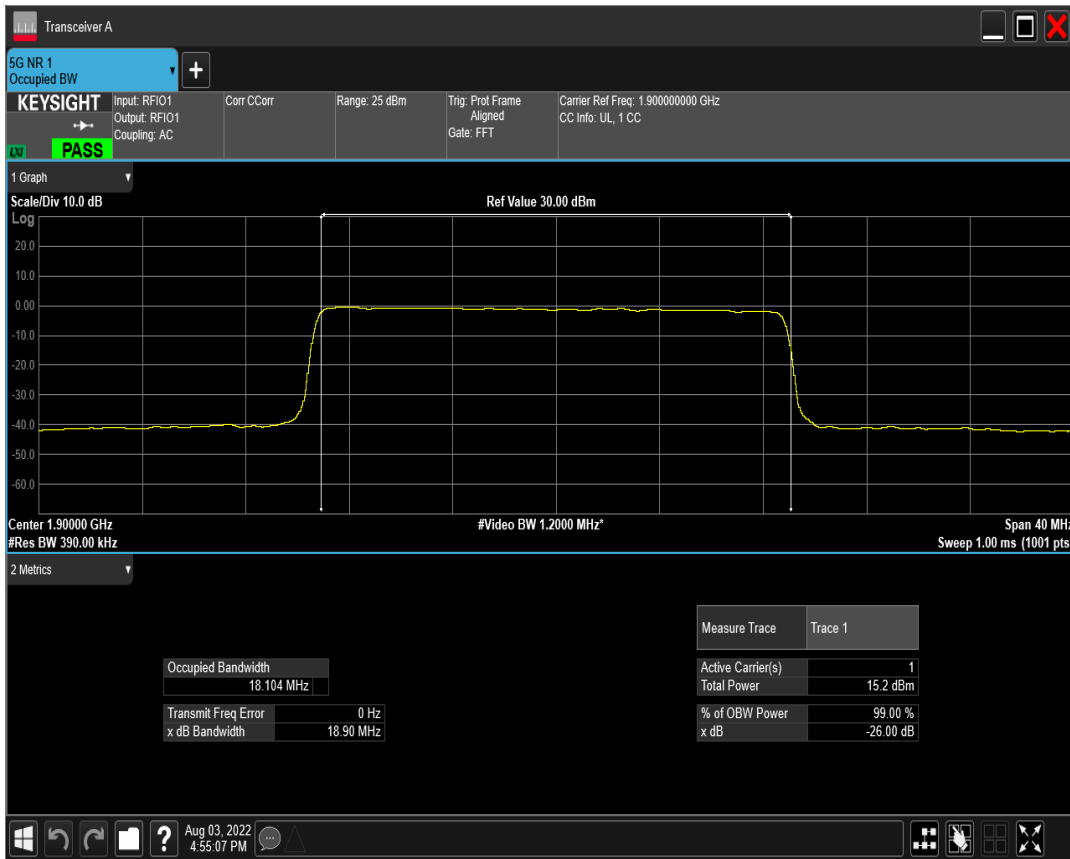 Transceiver A
5G NR 1
Occupied BW
KEYSIGHT
LXI
PASS
Input: RFIO1
Output: RFIO1
Coupling: AC
Corr CCorr
Range: 25 dBm
Trig: Prot Frame
Aligned
Gate: FFT
Carrier Ref Freq: 1.900000000 GHz
CC Info: UL, 1 CC
1 Graph
Scale/Div 10.0 dB
Ref Value 30.00 dBm
Log
20.0
10.0
0.00
-10.0
-20.0
-30.0
-40.0
-50.0
-60.0
Center 1.90000 GHz
#Video BW 1.2000 MHz*
Span 40 MHz
#Res BW 390.00 kHz
Sweep 1.00 ms (1001 pts
2 Metrics
Measure Trace
Trace 1
Occupied Bandwidth
18.104 MHz
Active Carrier(s)
1
Total Power
15.2 dBm
Transmit Freq Error
0 Hz
x dB Bandwidth
18.90 MHz
% of OBW Power
99.00 %
x dB
-26.00 dB
?
Aug 03, 2022
4:55:07 PM